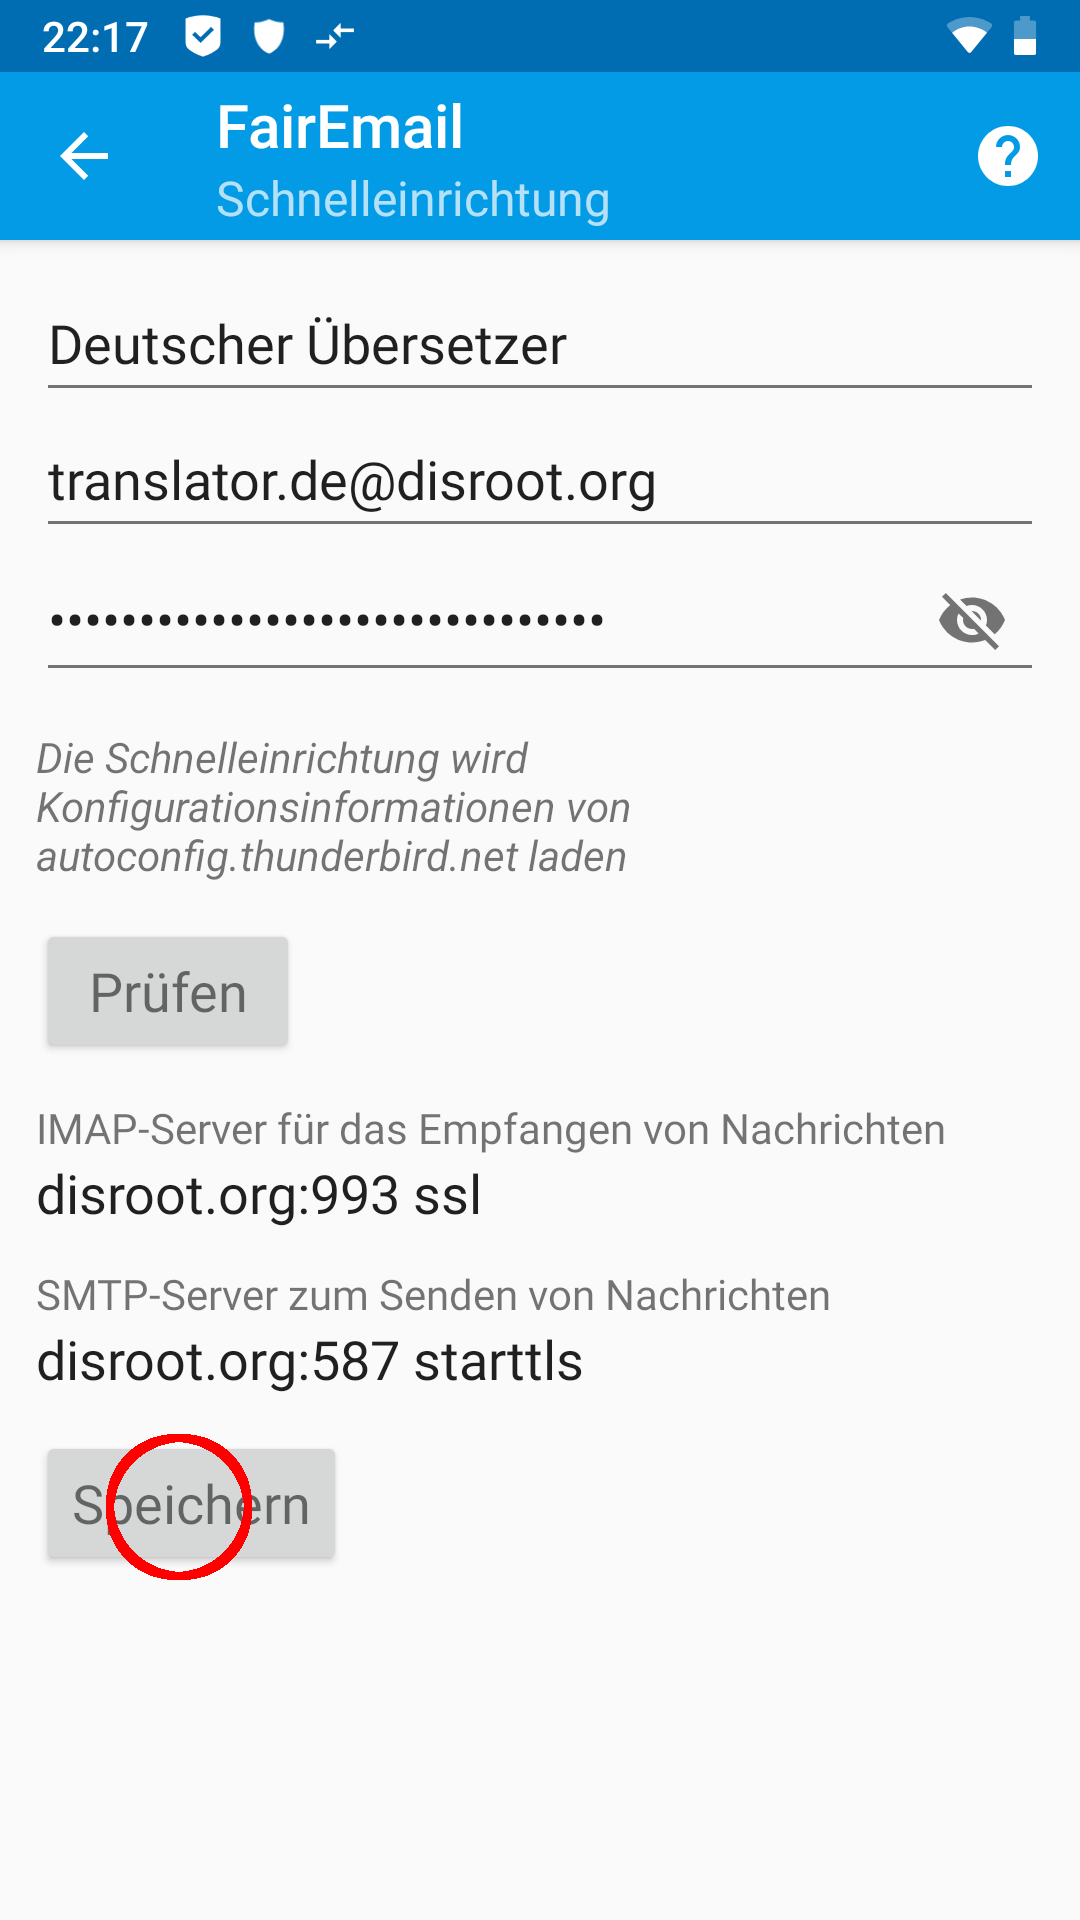 22:17
FairEmail
Schnelleinrichtung
Deutscher Übersetzer
translator.de@disroot.org
•••••••••••••••••••••••••••••••
Die Schnelleinrichtung wird
Konfigurationsinformationen von
autoconfig.thunderbird.net laden
Prüfen
IMAP-Server für das Empfangen von Nachrichten
disroot.org:993 ssl
SMTP-Server zum Senden von Nachrichten
disroot.org:587 starttls
Speichern